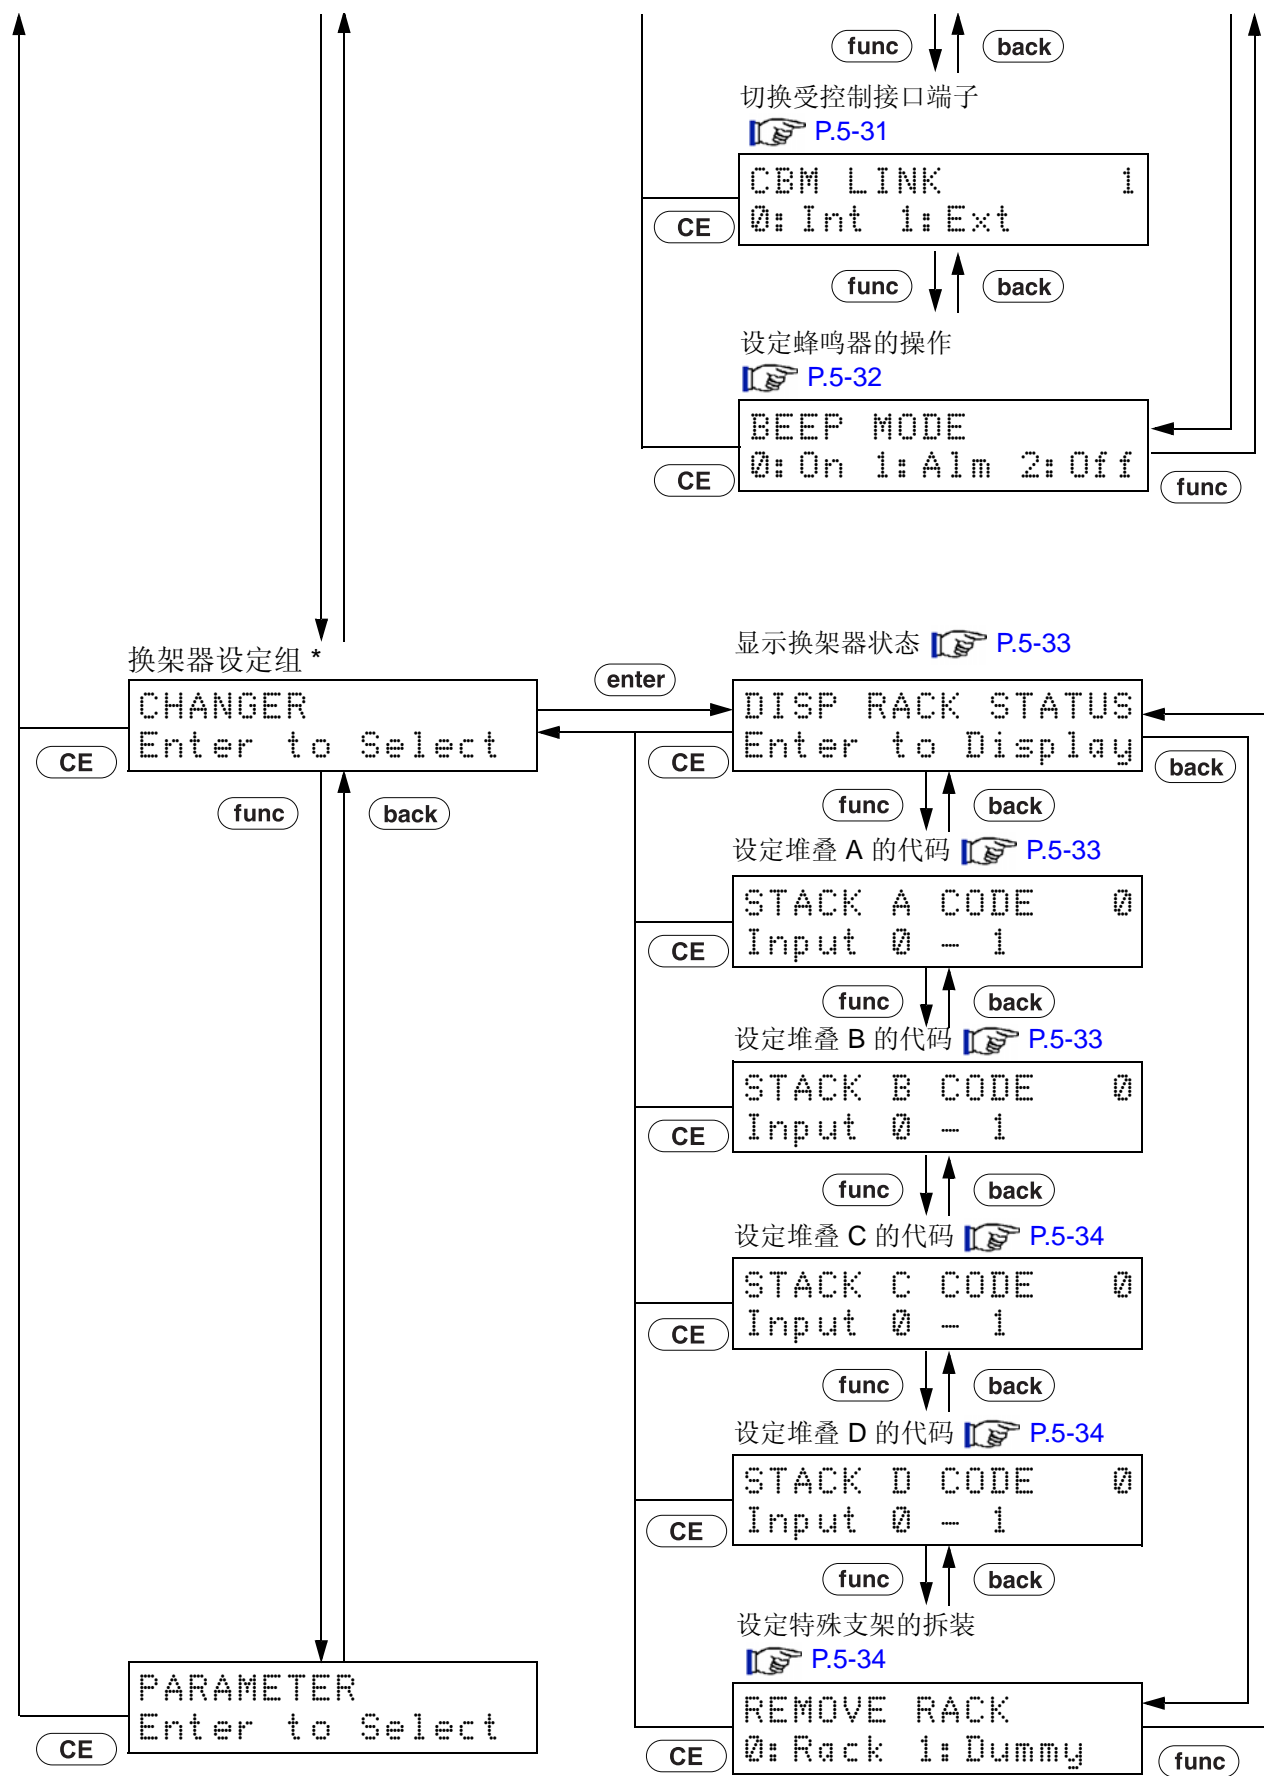 func back
切换受控制接口端子
P.5-31
CBM LINK 1
0:Int 1:Ext
CE
func back
设定蜂鸣器的操作
P.5-32
BEEP MODE
0:On 1:Alm 2:Off
CE
func
换架器设定组 *
CHANGER
Enter to Select
CE
func back
enter
显示换架器状态 P.5-33
DISP RACK STATUS
Enter to Display
CE
back
func back
设定堆叠 A 的代码 P.5-33
STACK A CODE 0
Input 0 - 1
CE
func back
设定堆叠 B 的代码 P.5-33
STACK B CODE 0
Input 0 - 1
CE
func back
设定堆叠 C 的代码 P.5-34
STACK C CODE 0
Input 0 - 1
CE
func back
设定堆叠 D 的代码 P.5-34
STACK D CODE 0
Input 0 - 1
CE
func back
设定特殊支架的拆装
P.5-34
REMOVE RACK
0:Rack 1:Dummy
CE
func
PARAMETER
Enter to Select
CE